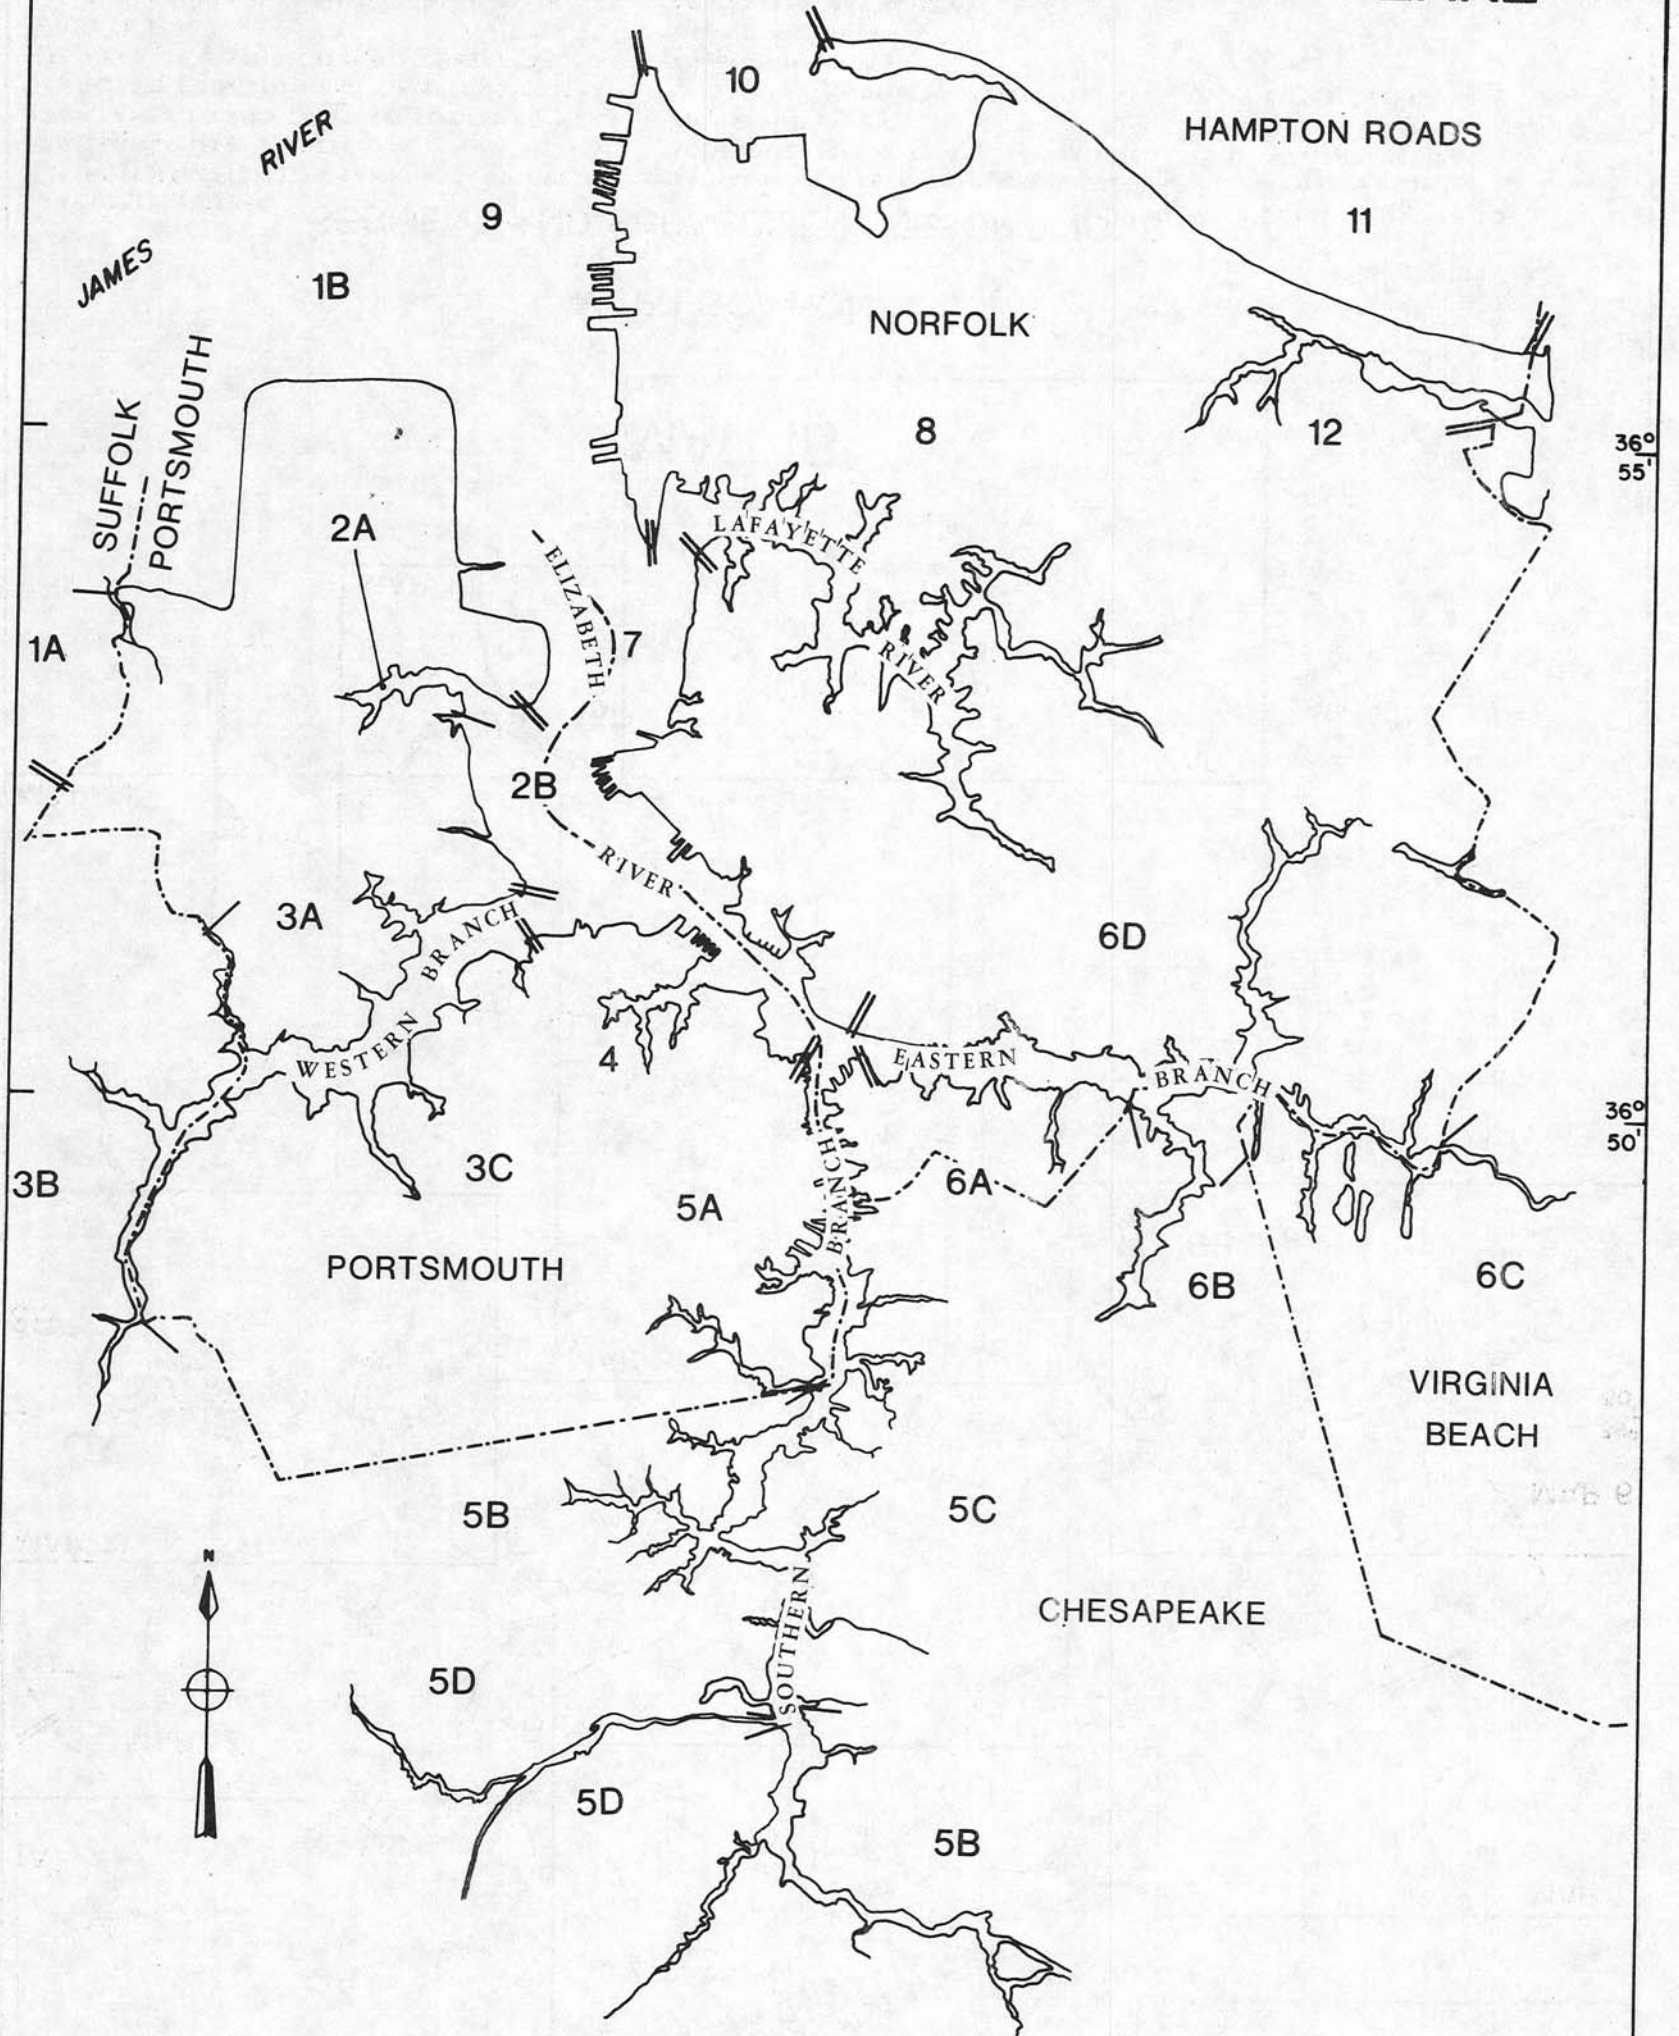 10
HAMPTON ROADS
RIVER
9
11
JAMES
1B
NORFOLK
SUFFOLK
PORTSMOUTH
8
12
36°
55'
2A
LAFAYETTE
ELIZABETH
1A
7
RIVER
2B
RIVER
3A
BRANCH
6D
WESTERN
4
EASTERN
BRANCH
36°
50'
3B
3C
BRANCH
6A
5A
PORTSMOUTH
6B
6C
VIRGINIA
BEACH
5B
5C
N
SOUTHERN
CHESAPEAKE
5D
5D
5B